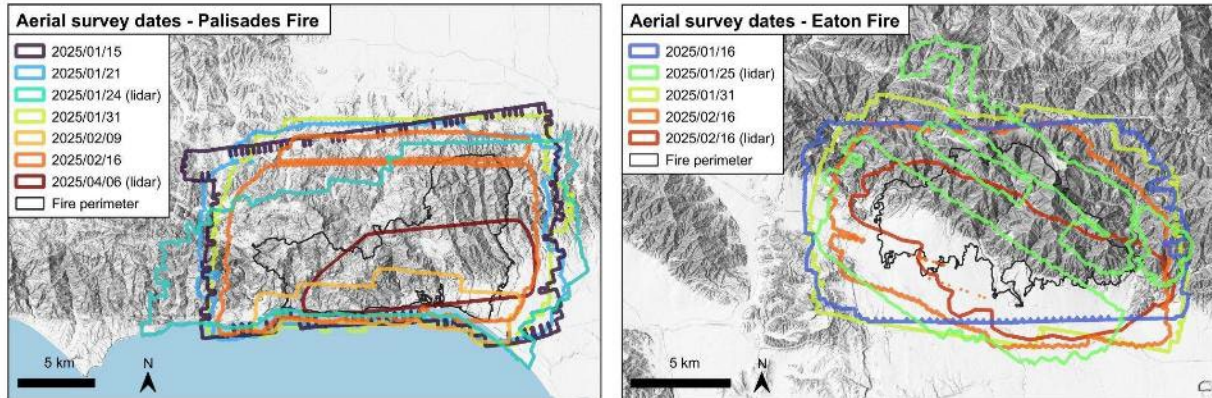 Aerial survey dates - Palisades Fire
2025/01/15
2025/01/21
2025/01/24 (lidar)
2025/01/31
2025/02/09
2025/02/16
2025/04/06 (lidar)
Fire perimeter
5 km
N
Aerial survey dates - Eaton Fire
2025/01/16
2025/01/25 (lidar)
2025/01/31
2025/02/16
2025/02/16 (lidar)
Fire perimeter
5 km
N